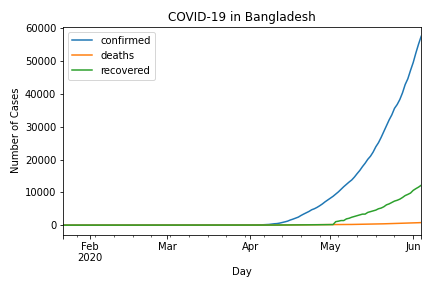 COVID-19 in Bangladesh
confirmed
deaths
recovered
Number of Cases
60000
50000
40000
30000
20000
10000
0
Feb
2020
Mar
Apr
May
Jun
Day